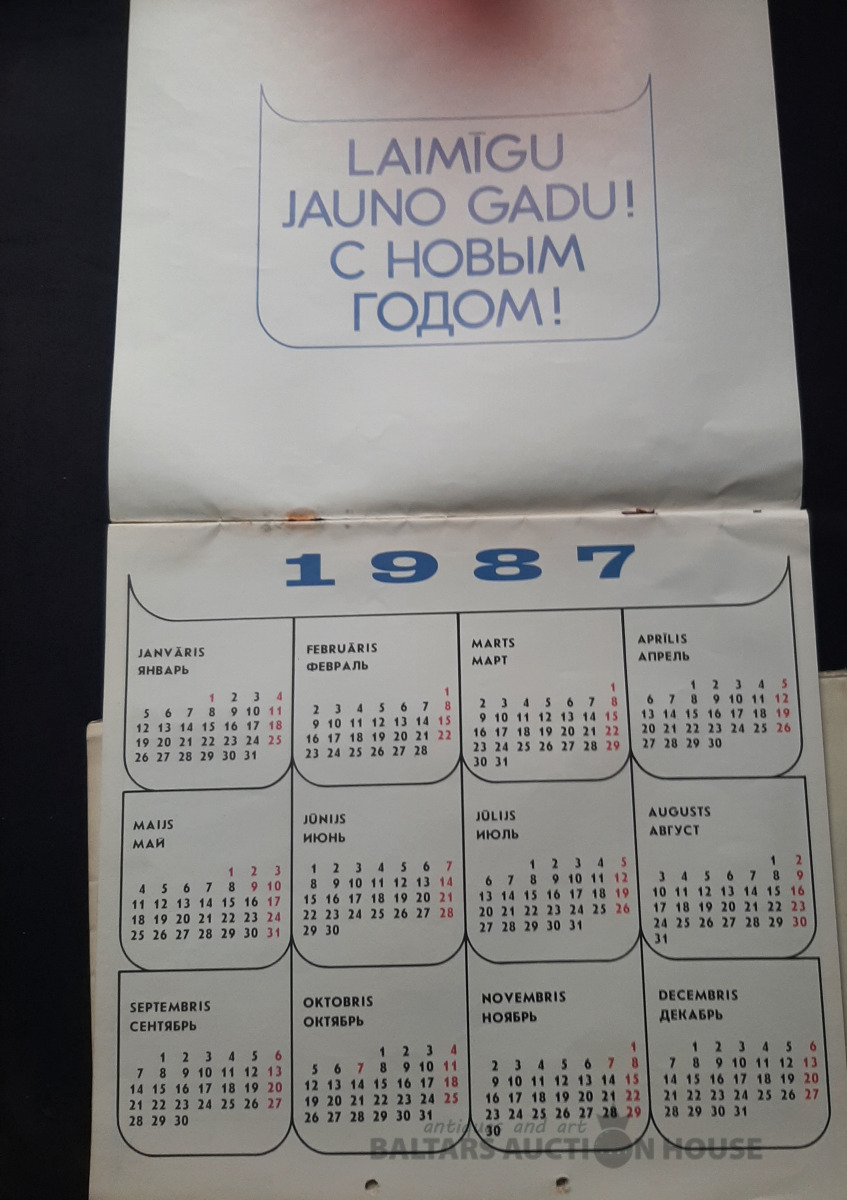 LAIMĪGU
JAUNO GADU!
С НОВЫМ
ГОДОМ!
1987
JANVĀRIS
ЯНВАРЬ
1 2 3 4
5 6 7 8 9 10 11
12 13 14 15 16 17 18
19 20 21 22 23 24 25
26 27 28 29 30 31
FEBRUĀRIS
ФЕВРАЛЬ
1
2 3 4 5 6 7 8
9 10 11 12 13 14 15
16 17 18 19 20 21 22
23 24 25 26 27 28
MARTS
МАРТ
1
2 3 4 5 6 7 8
9 10 11 12 13 14 15
16 17 18 19 20 21 22
23 24 25 26 27 28 29
30 31
APRĪLIS
АПРЕЛЬ
1 2 3 4 5
6 7 8 9 10 11 12
13 14 15 16 17 18 19
20 21 22 23 24 25 26
27 28 29 30
MAIJS
МАЙ
1 2 3
4 5 6 7 8 9 10
11 12 13 14 15 16 17
18 19 20 21 22 23 24
25 26 27 28 29 30 31
JŪNIJS
ИЮНЬ
1 2 3 4 5 6 7
8 9 10 11 12 13 14
15 16 17 18 19 20 21
22 23 24 25 26 27 28
29 30
JŪLIJS
ИЮЛЬ
1 2 3 4 5
6 7 8 9 10 11 12
13 14 15 16 17 18 19
20 21 22 23 24 25 26
27 28 29 30 31
AUGUSTS
АВГУСТ
1 2
3 4 5 6 7 8 9
10 11 12 13 14 15 16
17 18 19 20 21 22 23
24 25 26 27 28 29 30
31
SEPTEMBRIS
СЕНТЯБРЬ
1 2 3 4 5 6
7 8 9 10 11 12 13
14 15 16 17 18 19 20
21 22 23 24 25 26 27
28 29 30
OKTOBRIS
ОКТЯБРЬ
1 2 3 4
5 6 7 8 9 10 11
12 13 14 15 16 17 18
19 20 21 22 23 24 25
26 27 28 29 30 31
NOVEMBRIS
НОЯБРЬ
1
2 3 4 5 6 7 8
9 10 11 12 13 14 15
16 17 18 19 20 21 22
23 24 25 26 27 28 29
30
DECEMBRIS
ДЕКАБРЬ
1 2 3 4 5 6
7 8 9 10 11 12 13
14 15 16 17 18 19 20
21 22 23 24 25 26 27
28 29 30 31
antiques and art
BALTARS AUCTION HOUSE